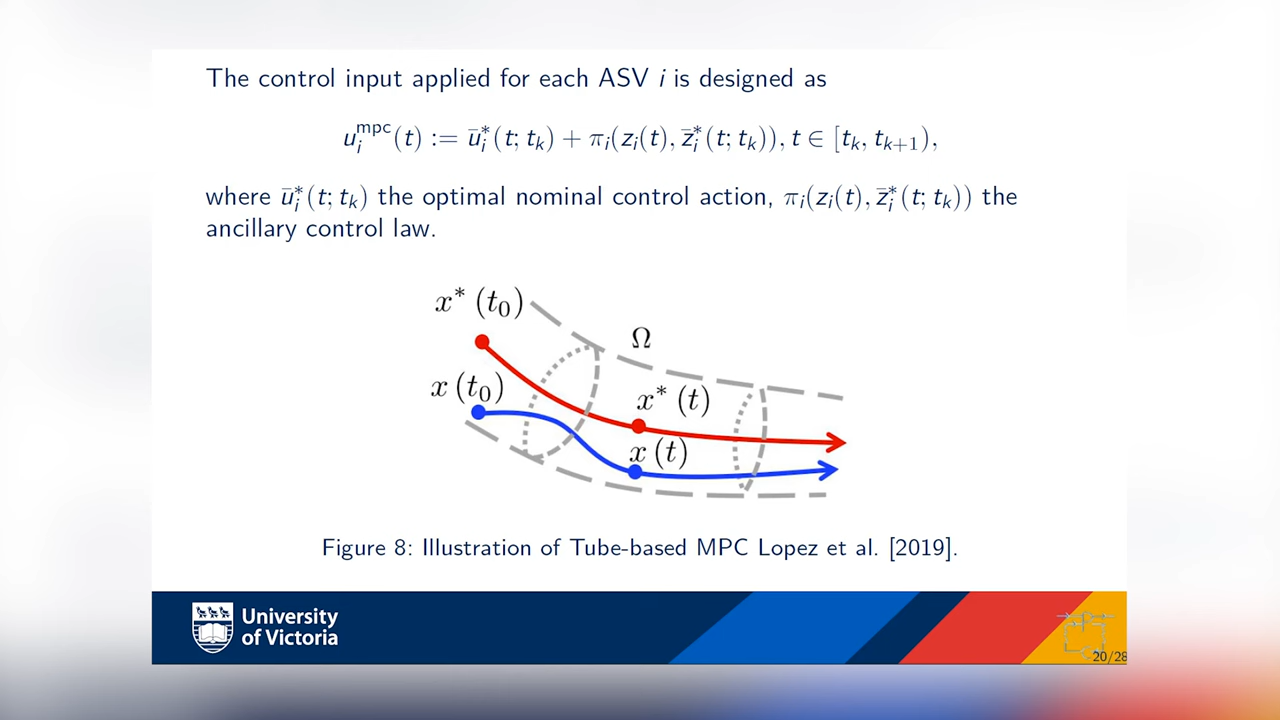 The control input applied for each ASV i is designed as
u_i^mpc(t) := ū_i^*(t; t_k) + π_i(z_i(t), z̄_i^*(t; t_k)), t ∈ [t_k, t_{k+1}),
where ū_i^*(t; t_k) the optimal nominal control action, π_i(z_i(t), z̄_i^*(t; t_k)) the
ancillary control law.
x* (t_0)
Ω
x (t_0)
x* (t)
x (t)
Figure 8: Illustration of Tube-based MPC Lopez et al. [2019].
University
of Victoria
20/28